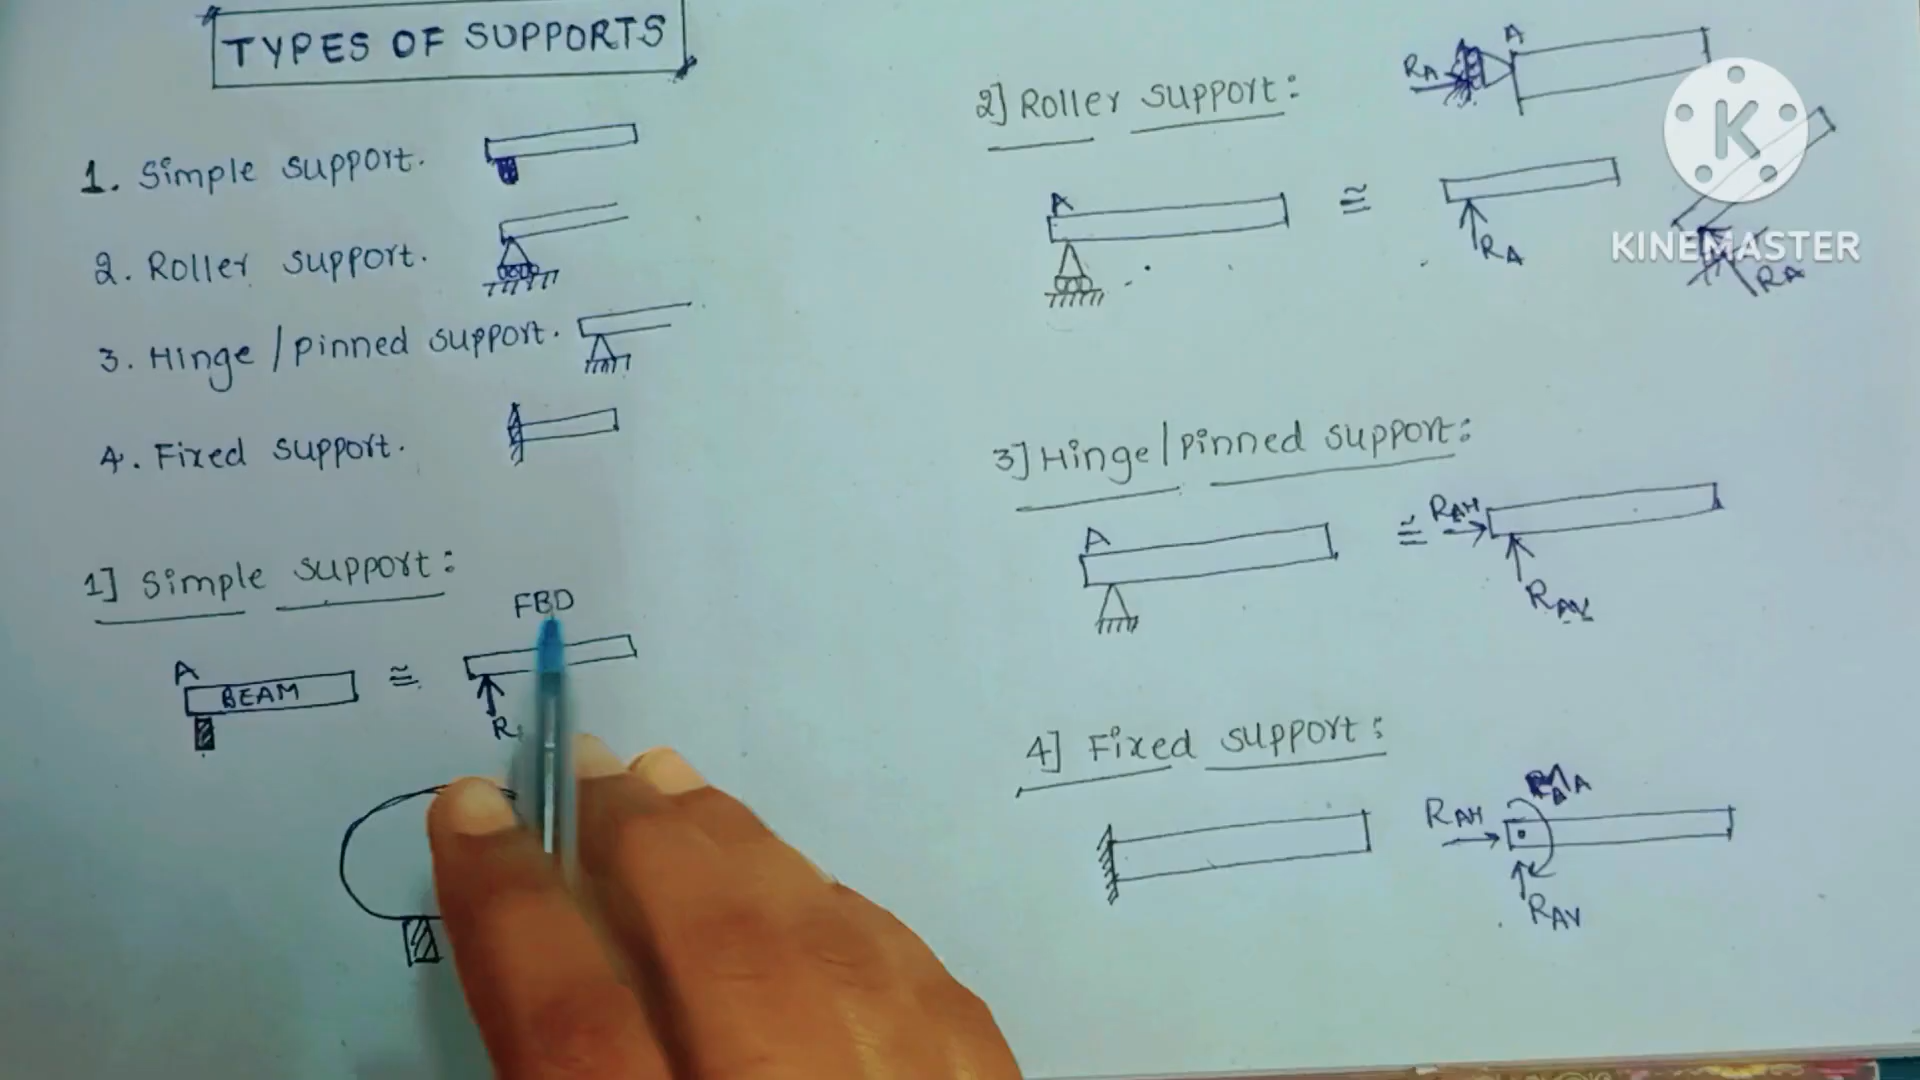 TYPES OF SUPPORTS
1. Simple support.
2. Roller support.
3. Hinge / pinned support.
4. Fixed support.
1] Simple support:
FBD
A
BEAM
≅
2] Roller support:
A
RA
A
≅
RA
RA
K
KINEMASTER
3] Hinge/pinned support:
A
≅
RAH
RAV
4] Fixed support:
RAH
RAV